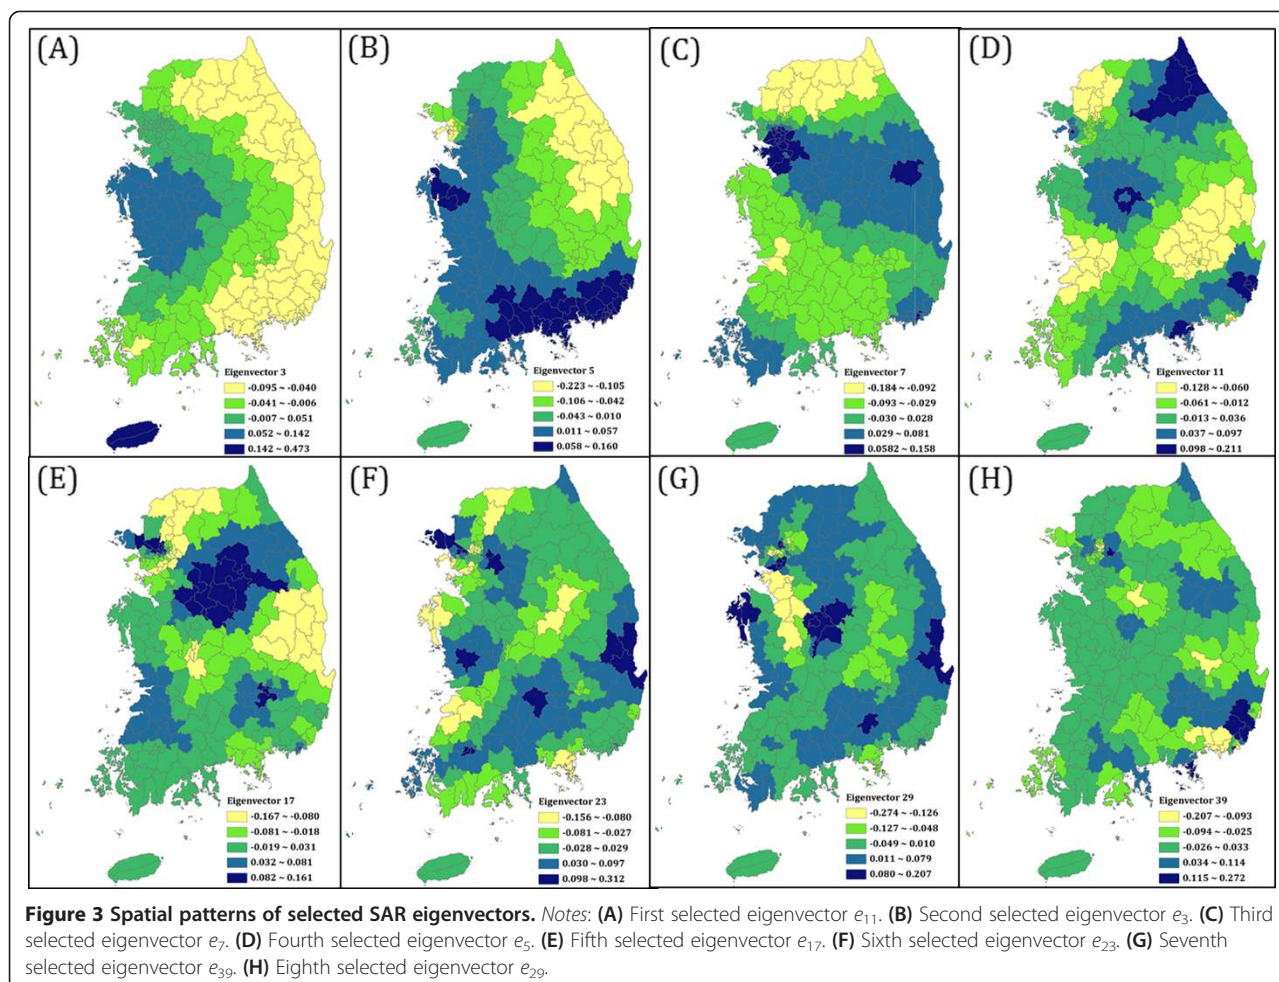 (A)
Eigenvector 3
-0.095 ~ -0.040
-0.041 ~ -0.006
-0.007 ~ 0.051
0.052 ~ 0.142
0.142 ~ 0.473
(B)
Eigenvector 5
-0.223 ~ -0.105
-0.106 ~ -0.042
-0.043 ~ 0.010
0.011 ~ 0.057
0.058 ~ 0.160
(C)
Eigenvector 7
-0.184 ~ -0.092
-0.093 ~ -0.029
-0.030 ~ 0.028
0.029 ~ 0.081
0.0582 ~ 0.158
(D)
Eigenvector 11
-0.128 ~ -0.060
-0.061 ~ -0.012
-0.013 ~ 0.036
0.037 ~ 0.097
0.098 ~ 0.211
(E)
Eigenvector 17
-0.167 ~ -0.080
-0.081 ~ -0.018
-0.019 ~ 0.031
0.032 ~ 0.081
0.082 ~ 0.161
(F)
Eigenvector 23
-0.156 ~ -0.080
-0.081 ~ -0.027
-0.028 ~ 0.029
0.030 ~ 0.097
0.098 ~ 0.312
(G)
Eigenvector 29
-0.274 ~ -0.126
-0.127 ~ -0.048
-0.049 ~ 0.010
0.011 ~ 0.079
0.080 ~ 0.207
(H)
Eigenvector 39
-0.207 ~ -0.093
-0.094 ~ -0.025
-0.026 ~ 0.033
0.034 ~ 0.114
0.115 ~ 0.272
Figure 3 Spatial patterns of selected SAR eigenvectors. Notes: (A) First selected eigenvector e11. (B) Second selected eigenvector e3. (C) Third
selected eigenvector e7. (D) Fourth selected eigenvector e5. (E) Fifth selected eigenvector e17. (F) Sixth selected eigenvector e23. (G) Seventh
selected eigenvector e39. (H) Eighth selected eigenvector e29.